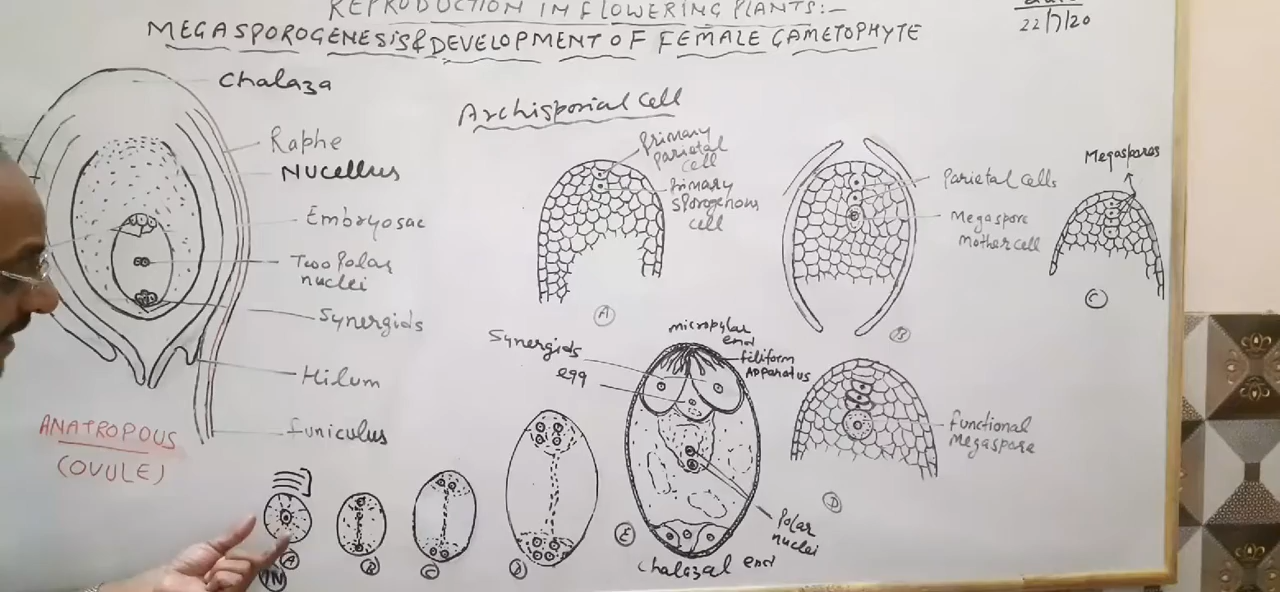 REPRODUCTION IN FLOWERING PLANTS:-
22/7/20
MEGASPOROGENESIS & DEVELOPMENT OF FEMALE GAMETOPHYTE
Chalaza
Raphe
Nucellus
Embryosac
Two Polar
nuclei
Synergids
Hilum
funiculus
ANATROPOUS
(OVULE)
Archisporial Cell
Primary
parietal
cell
Primary
sporogenous
cell
A
Parietal cells
Megaspore
Mother cell
B
Megaspores
C
Functional
Megaspore
D
micropylar
end
Synergids
filiform
Apparatus
egg
Polar
nuclei
Chalazal end
A
(N)
B
C
D
E